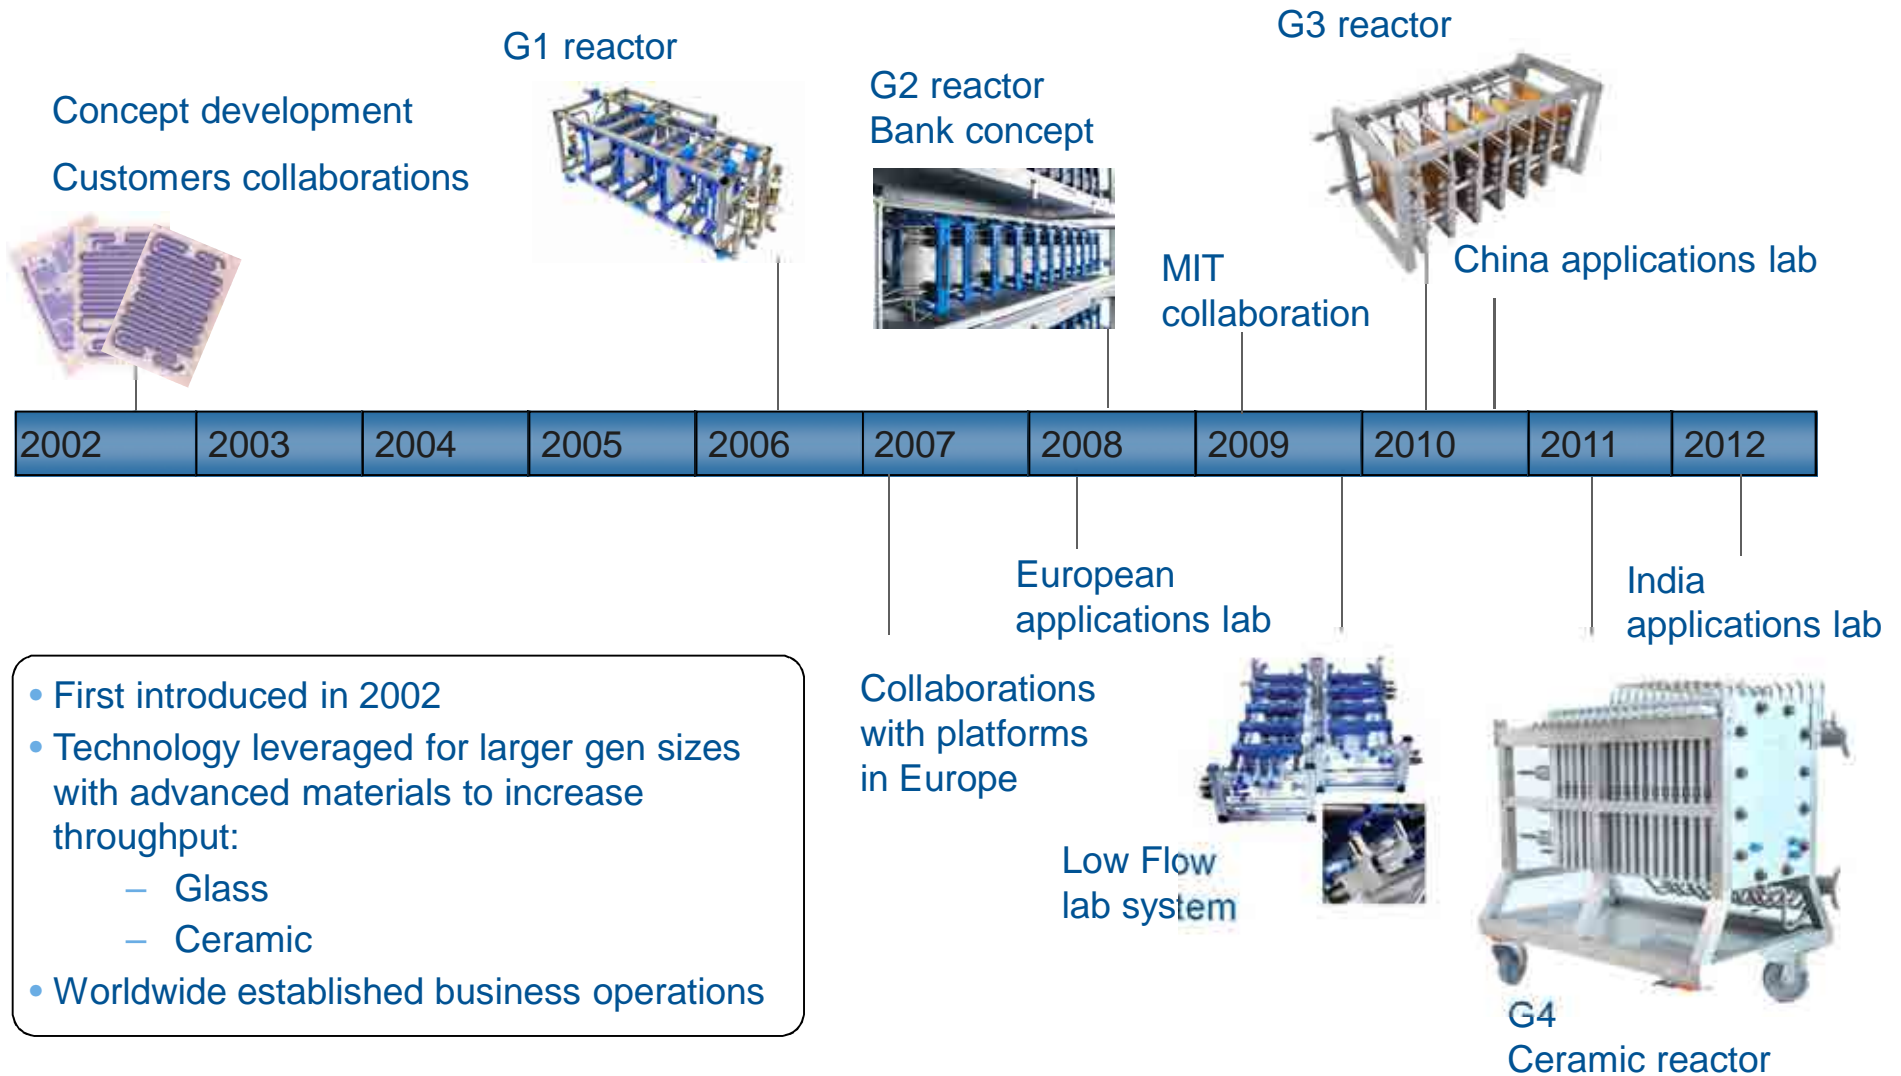 G1 reactor
G3 reactor
G2 reactor
Bank concept
Concept development
Customers collaborations
MIT
collaboration
China applications lab
2002
2003
2004
2005
2006
2007
2008
2009
2010
2011
2012
European
applications lab
India
applications lab
• First introduced in 2002
• Technology leveraged for larger gen sizes
with advanced materials to increase
throughput:
– Glass
– Ceramic
• Worldwide established business operations
Collaborations
with platforms
in Europe
Low Flow
lab system
G4
Ceramic reactor